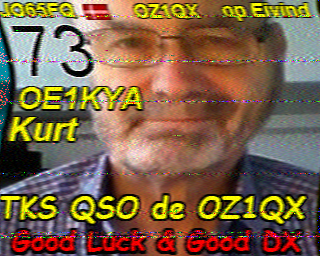 JO65FQ OZ1QX op Eivind
73
OE1KYA
Kurt
TKS QSO de OZ1QX
Good Luck & Good DX